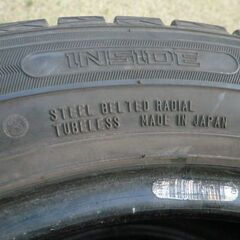 INSIDE
STEEL BELTED RADIAL
TUBELESS MADE IN JAPAN